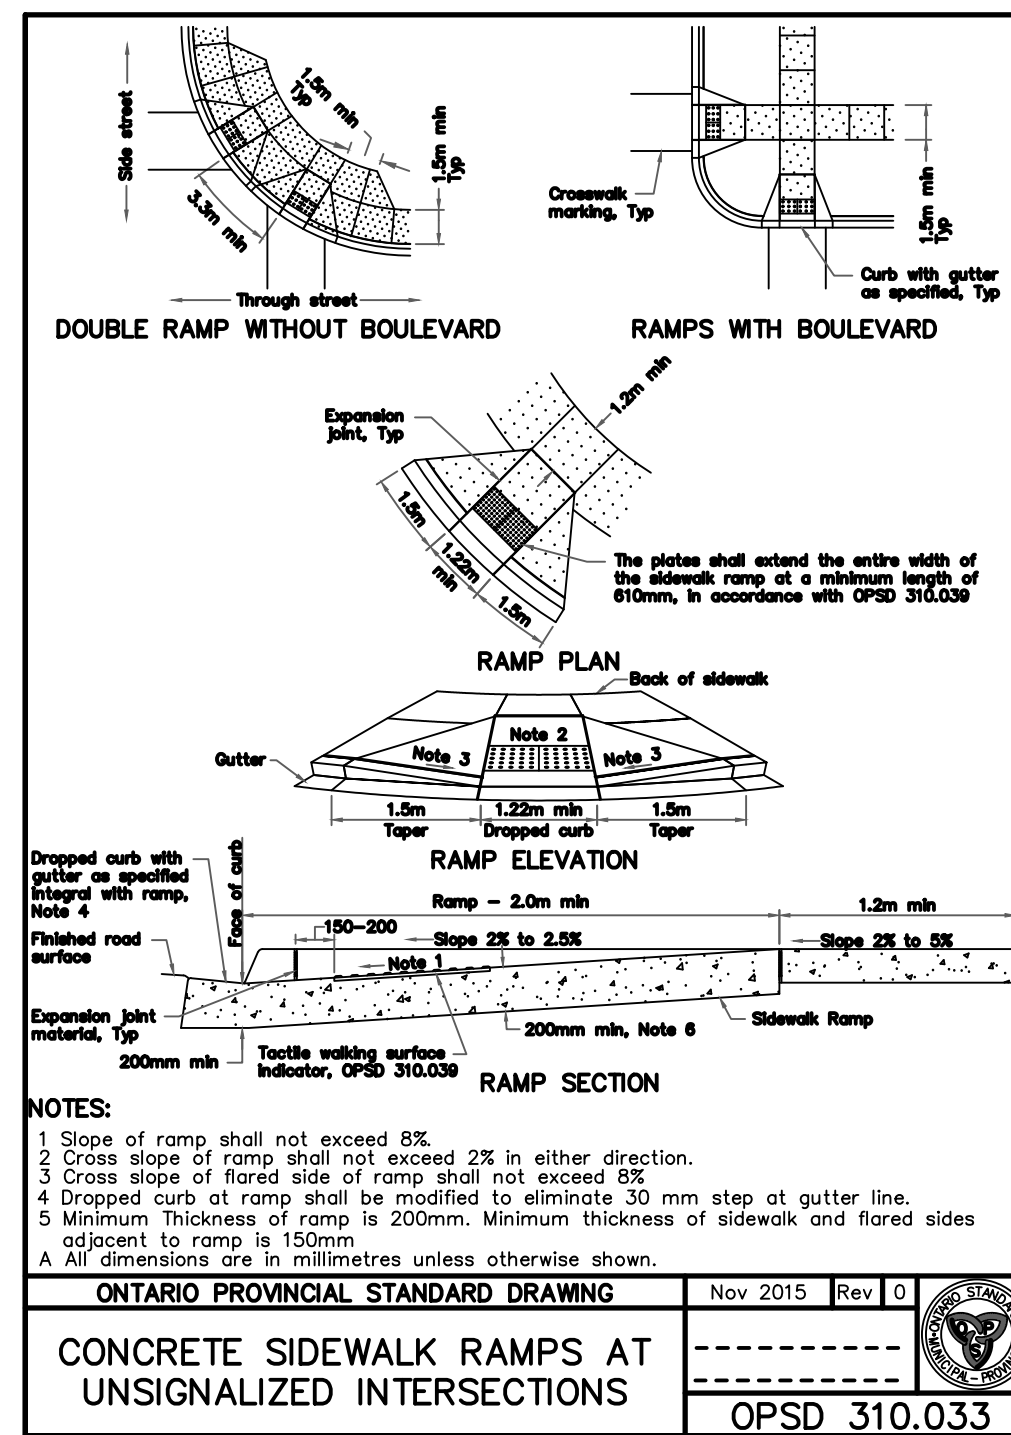 Side street
1.5m min
Typ
1.5m min
Typ
3.3m min
Through street
DOUBLE RAMP WITHOUT BOULEVARD
Crosswalk
marking, Typ
1.5m min
Typ
Curb with gutter
as specified, Typ
RAMPS WITH BOULEVARD
1.2m min
Expansion
joint, Typ
1.5m
1.22m
min
1.5m
The plates shall extend the entire width of
the sidewalk ramp at a minimum length of
610mm, in accordance with OPSD 310.039
RAMP PLAN
Back of sidewalk
Note 2
Note 3
Note 3
Gutter
1.5m
Taper
1.22m min
Dropped curb
1.5m
Taper
RAMP ELEVATION
Dropped curb with
gutter as specified
integral with ramp,
Note 4
Face of curb
Ramp – 2.0m min
1.2m min
150–200
Finished road
surface
Slope 2% to 2.5%
Slope 2% to 5%
Note 1
Expansion joint
material, Typ
200mm min
Tactile walking surface
indicator, OPSD 310.039
200mm min, Note 6
Sidewalk Ramp
RAMP SECTION
NOTES:
1 Slope of ramp shall not exceed 8%.
2 Cross slope of ramp shall not exceed 2% in either direction.
3 Cross slope of flared side of ramp shall not exceed 8%
4 Dropped curb at ramp shall be modified to eliminate 30 mm step at gutter line.
5 Minimum Thickness of ramp is 200mm. Minimum thickness of sidewalk and flared sides
adjacent to ramp is 150mm
A All dimensions are in millimetres unless otherwise shown.
ONTARIO PROVINCIAL STANDARD DRAWING
Nov 2015
Rev
0
CONCRETE SIDEWALK RAMPS AT
UNSIGNALIZED INTERSECTIONS
OPS
OPSD 310.033